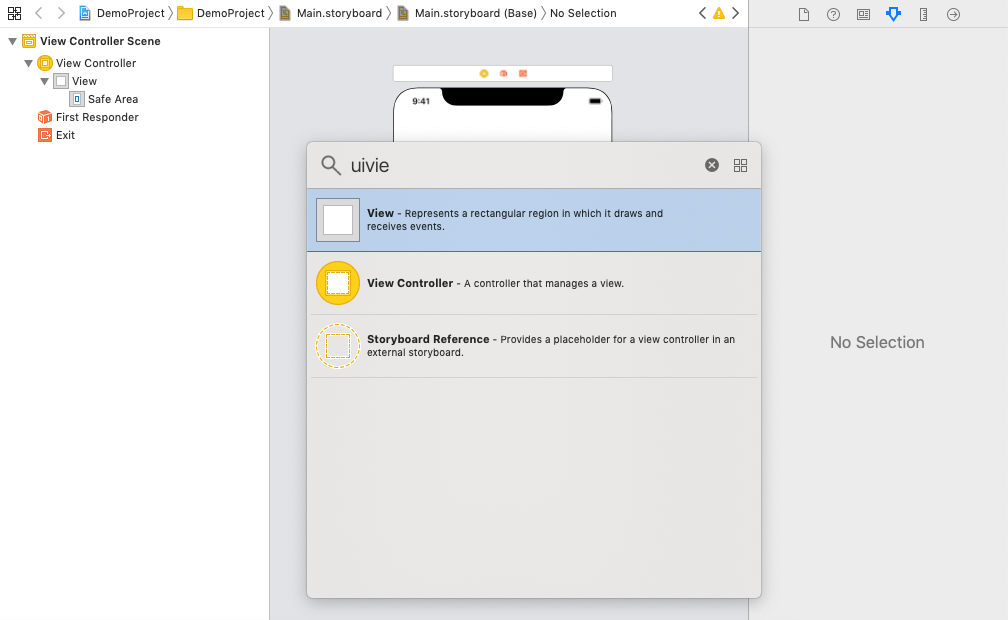 DemoProject DemoProject Main.storyboard Main.storyboard (Base) No Selection
View Controller Scene
View Controller
View
Safe Area
First Responder
Exit
9:41
uivie
View - Represents a rectangular region in which it draws and
receives events.
View Controller - A controller that manages a view.
Storyboard Reference - Provides a placeholder for a view controller in an
external storyboard.
No Selection